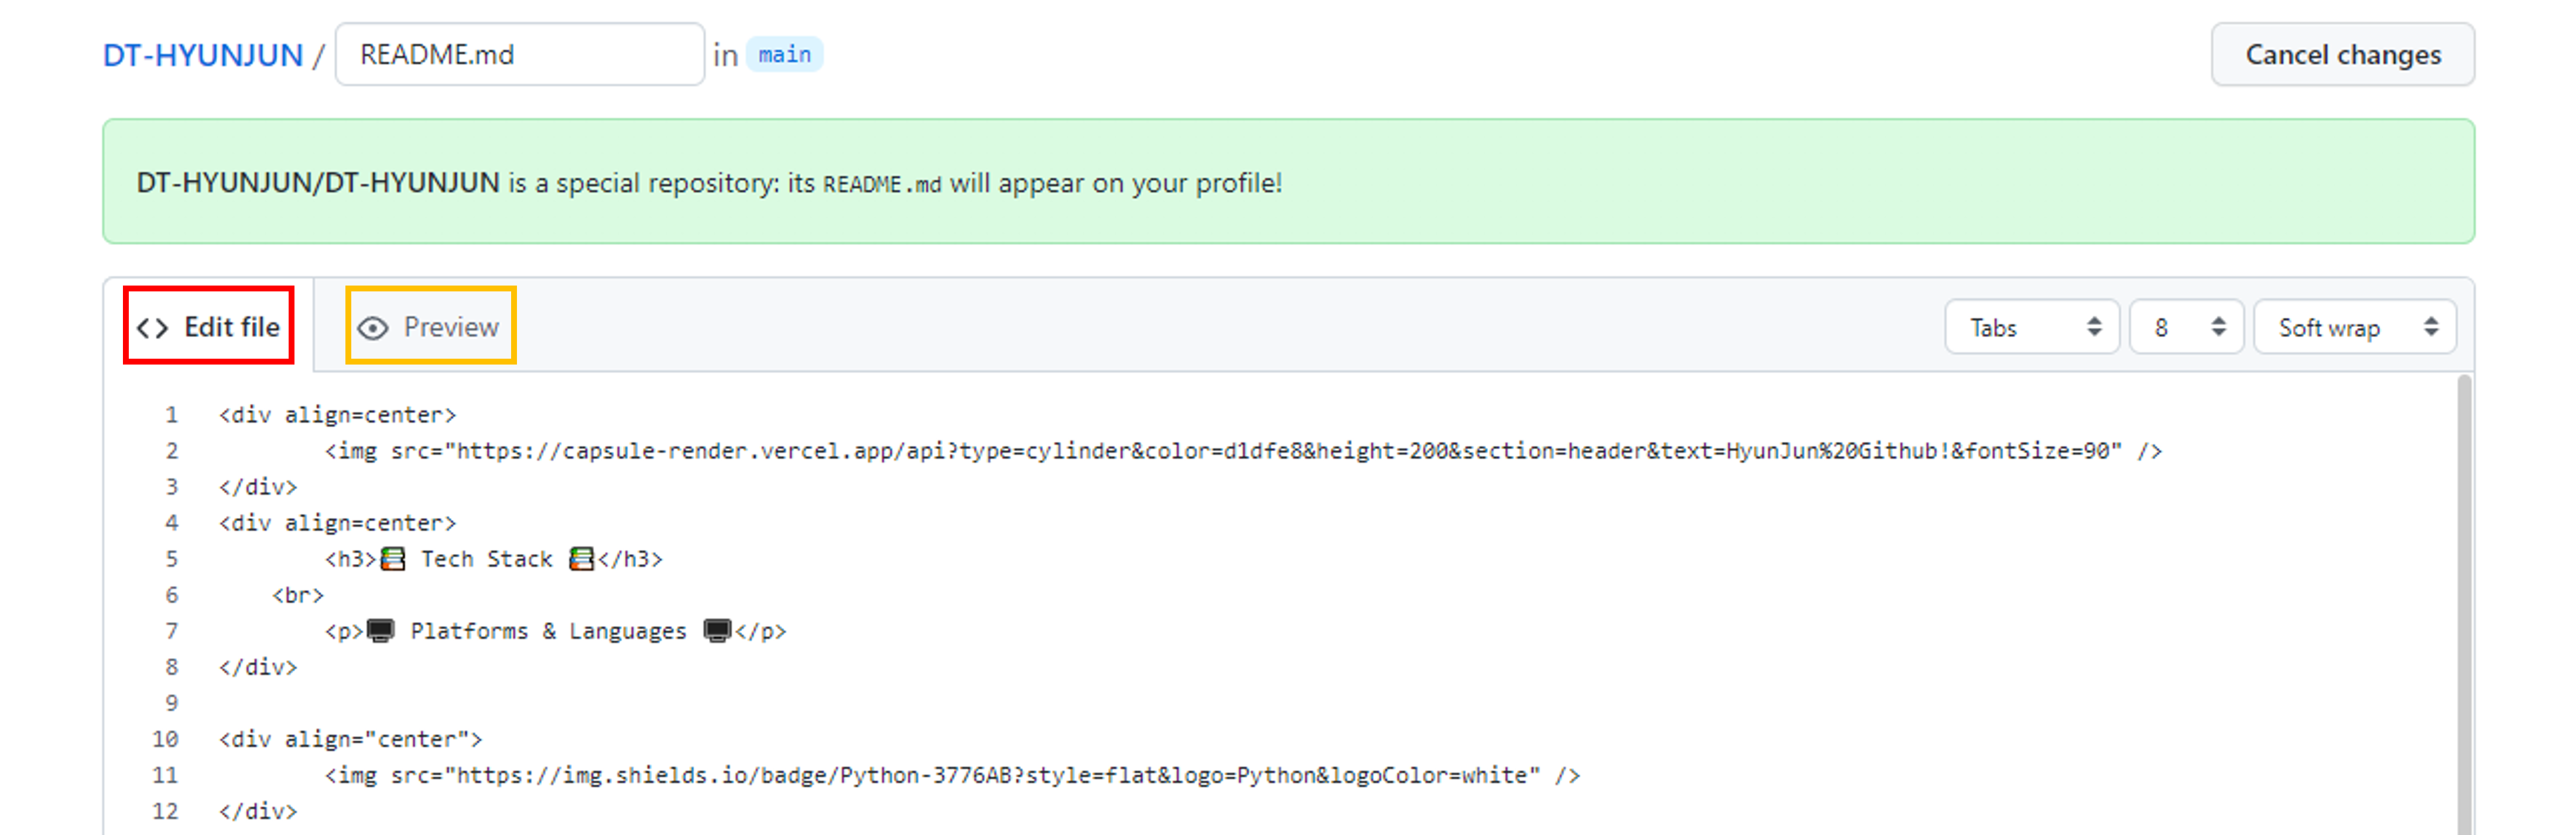 DT-HYUNJUN / README.md in main Cancel changes
DT-HYUNJUN/DT-HYUNJUN is a special repository: its README.md will appear on your profile!
<> Edit file Preview Tabs 8 Soft wrap
1 <div align=center>
2 <img src="https://capsule-render.vercel.app/api?type=cylinder&color=d1dfe8&height=200&section=header&text=HyunJun%20Github!&fontSize=90" />
3 </div>
4 <div align=center>
5 <h3>📚 Tech Stack 📚</h3>
6 <br>
7 <p>🖥 Platforms & Languages 🖥</p>
8 </div>
9
10 <div align="center">
11 <img src="https://img.shields.io/badge/Python-3776AB?style=flat&logo=Python&logoColor=white" />
12 </div>